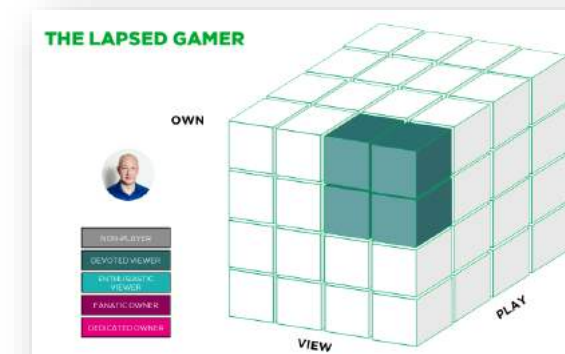 THE LAPSED GAMER
OWN
NON-PLAYER
DEVOTED VIEWER
ENTHUSIASTIC
VIEWER
FANATIC OWNER
DEDICATED OWNER
VIEW
PLAY